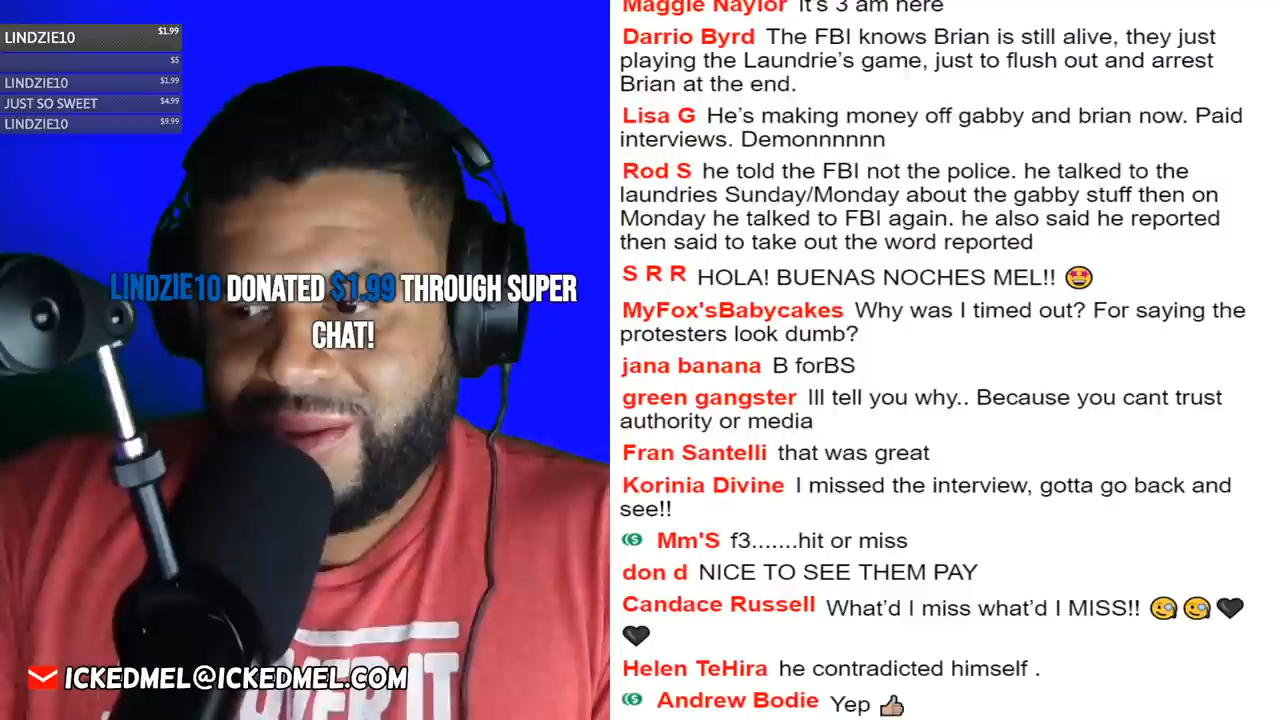 LINDZIE10 $1.99
$5
LINDZIE10 $1.99
JUST SO SWEET $4.99
LINDZIE10 $9.99
LINDZIE10 DONATED $1.99 THROUGH SUPER
CHAT!
ICKEDMEL@ICKEDMEL.COM
Maggie Naylor It's 3 am here
Darrio Byrd The FBI knows Brian is still alive, they just
playing the Laundrie's game, just to flush out and arrest
Brian at the end.
Lisa G He's making money off gabby and brian now. Paid
interviews. Demonnnnnn
Rod S he told the FBI not the police. he talked to the
laundries Sunday/Monday about the gabby stuff then on
Monday he talked to FBI again. he also said he reported
then said to take out the word reported
S R R HOLA! BUENAS NOCHES MEL!! 🤩
MyFox'sBabycakes Why was I timed out? For saying the
protesters look dumb?
jana banana B forBS
green gangster Ill tell you why.. Because you cant trust
authority or media
Fran Santelli that was great
Korinia Divine I missed the interview, gotta go back and
see!!
Mm'S f3.......hit or miss
don d NICE TO SEE THEM PAY
Candace Russell What'd I miss what'd I MISS!! 🧐🧐🖤
🖤
Helen TeHira he contradicted himself .
Andrew Bodie Yep 👍🏽